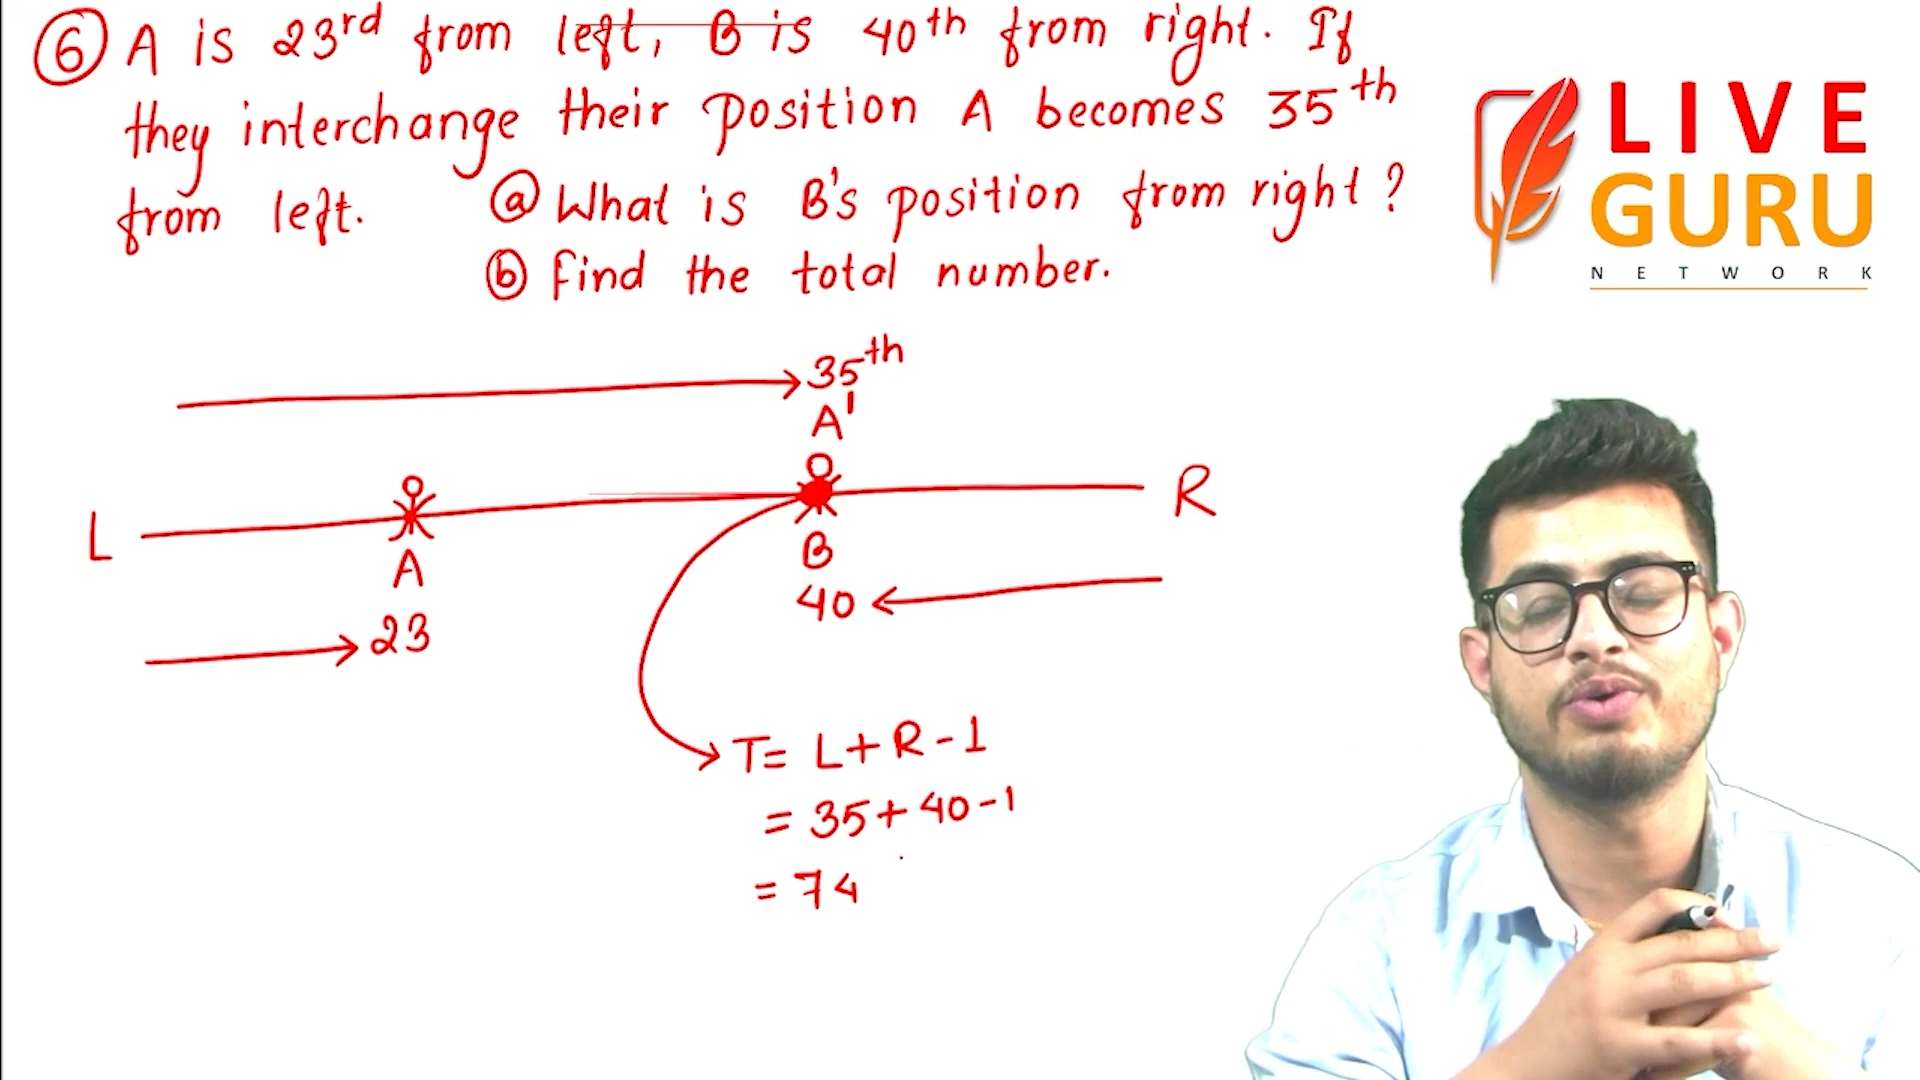 ⑥ A is 23rd from left, B is 40th from right. If
they interchange their position A becomes 35th
from left. ⓐ What is B's position from right?
ⓑ Find the total number.
LIVE
GURU
NETWORK
35th
A'
L
R
A
B
40
23
T= L+R-1
= 35+40-1
= 74